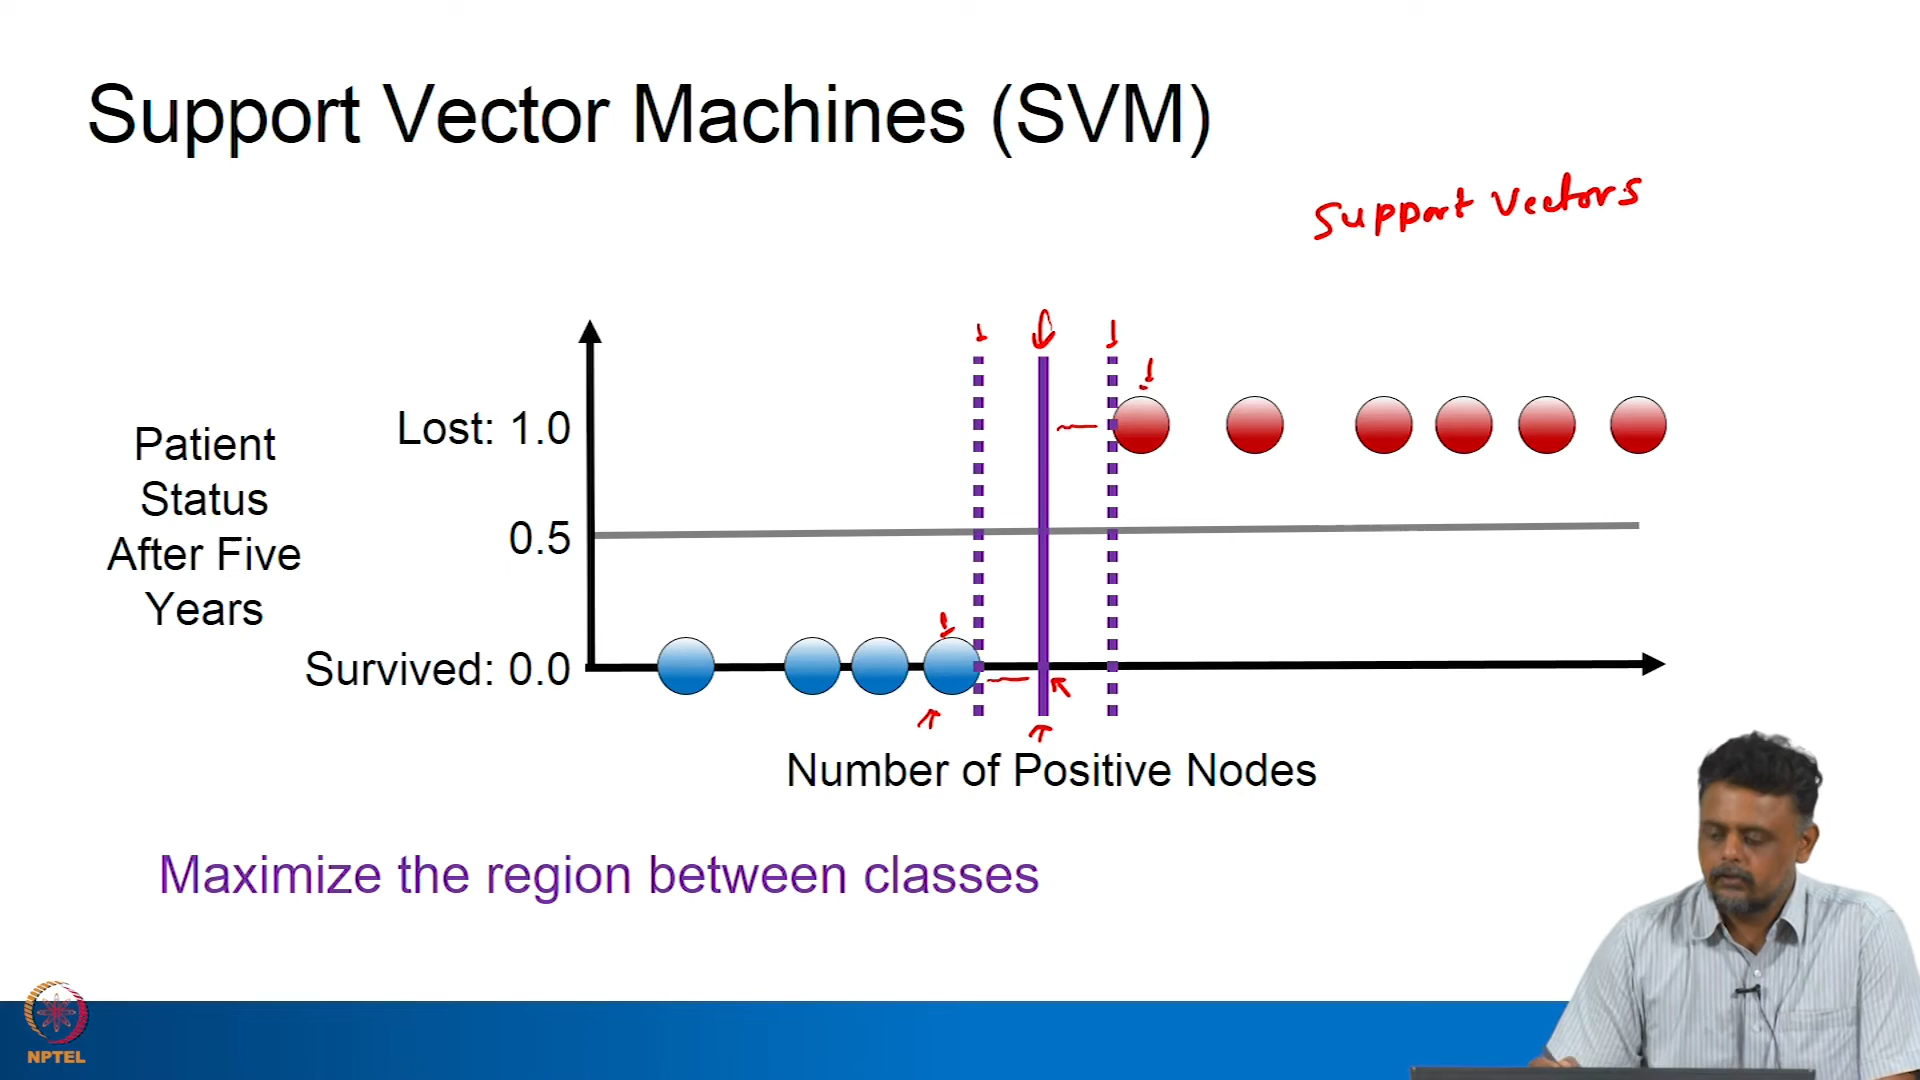 Support Vector Machines (SVM)
Support Vectors
Patient
Status
After Five
Years
Lost: 1.0
0.5
Survived: 0.0
Number of Positive Nodes
Maximize the region between classes
NPTEL